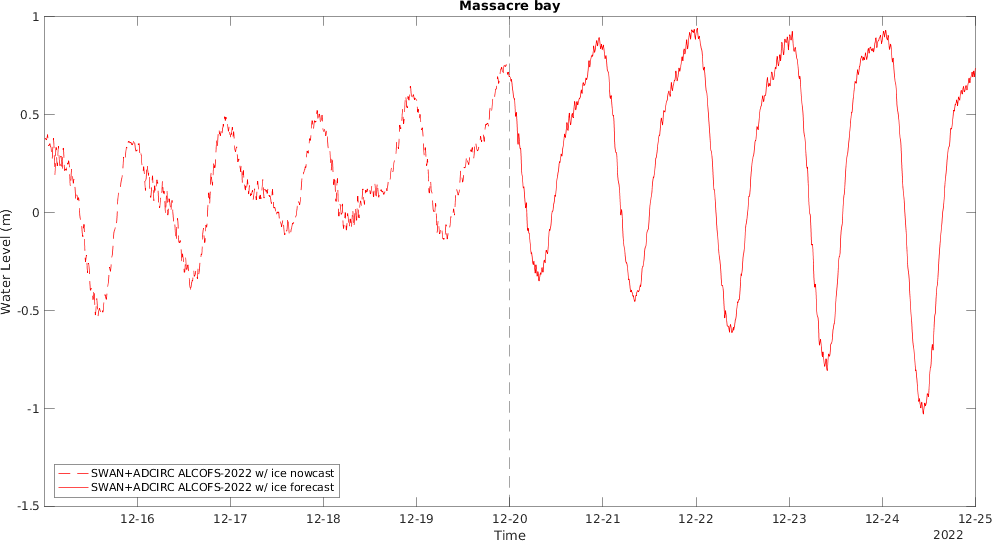 Massacre bay
1
0.5
0
-0.5
-1
-1.5
Water Level (m)
SWAN+ADCIRC ALCOFS-2022 w/ ice nowcast
SWAN+ADCIRC ALCOFS-2022 w/ ice forecast
12-16 12-17 12-18 12-19 12-20 12-21 12-22 12-23 12-24 12-25
Time
2022